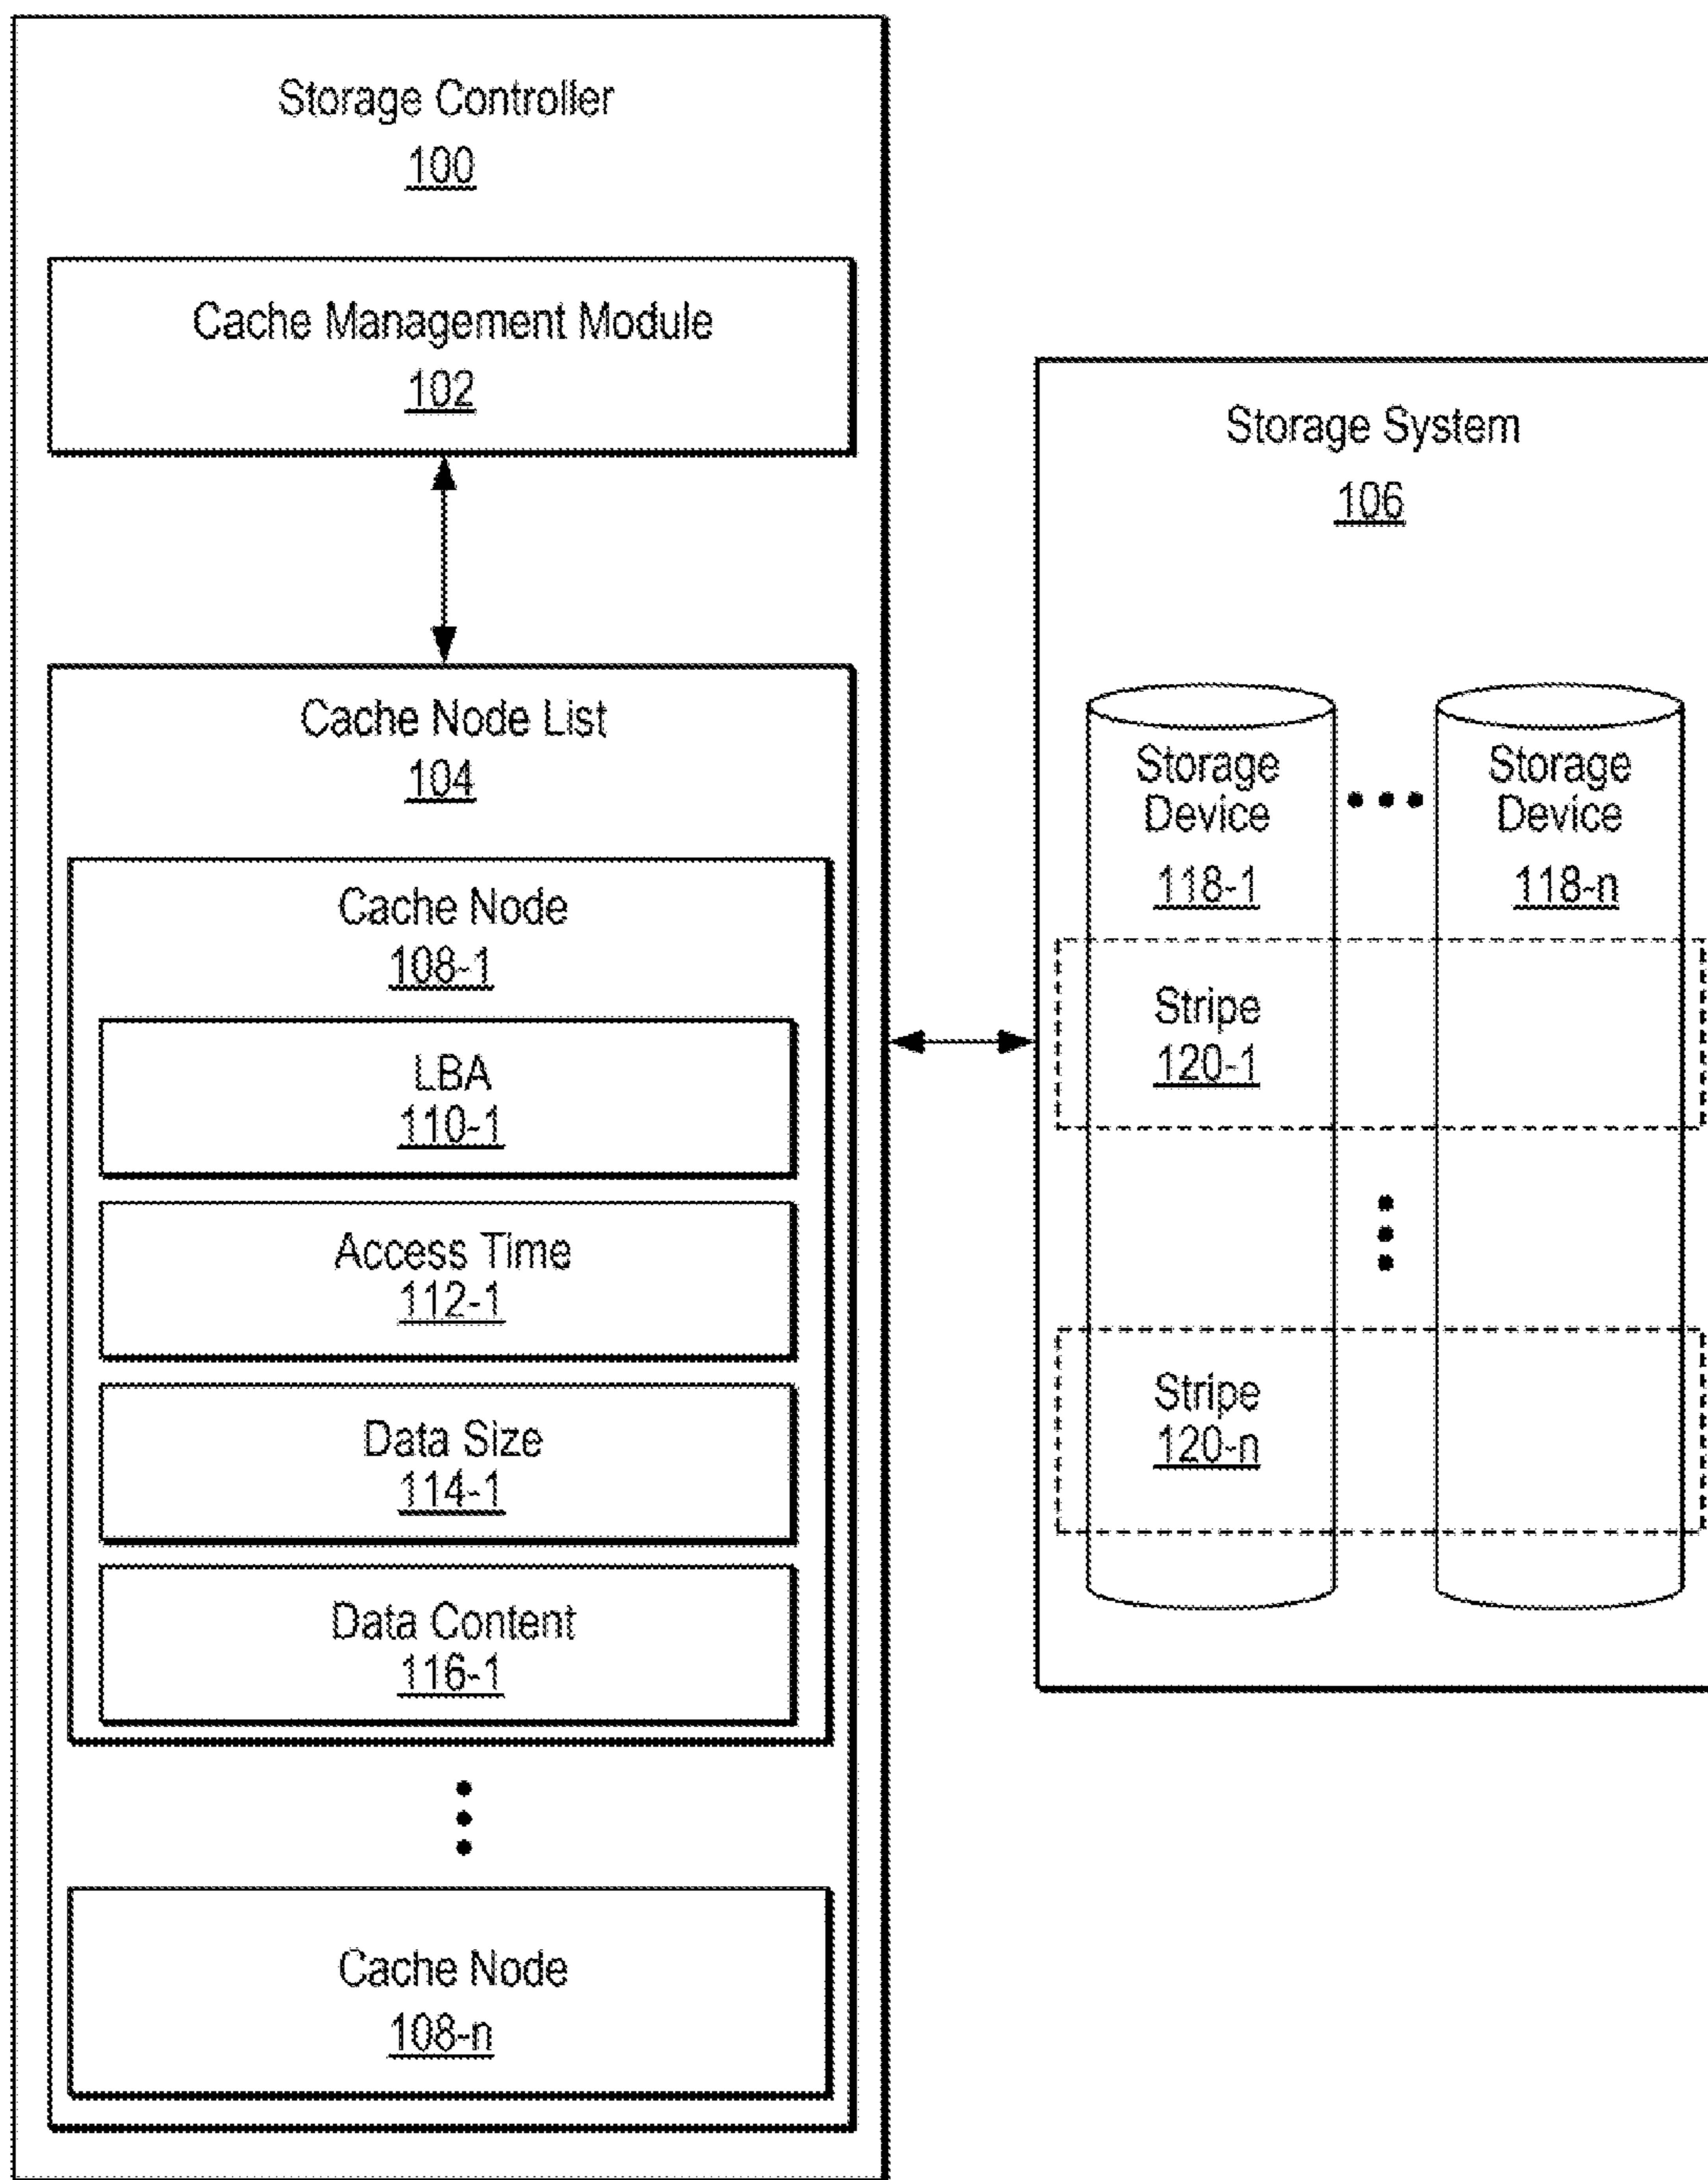 Storage Controller
100
Cache Management Module
102
Cache Node List
104
Cache Node
108-1
LBA
110-1
Access Time
112-1
Data Size
114-1
Data Content
116-1
Cache Node
108-n
Storage System
106
Storage
Device
118-1
Storage
Device
118-n
Stripe
120-1
Stripe
120-n